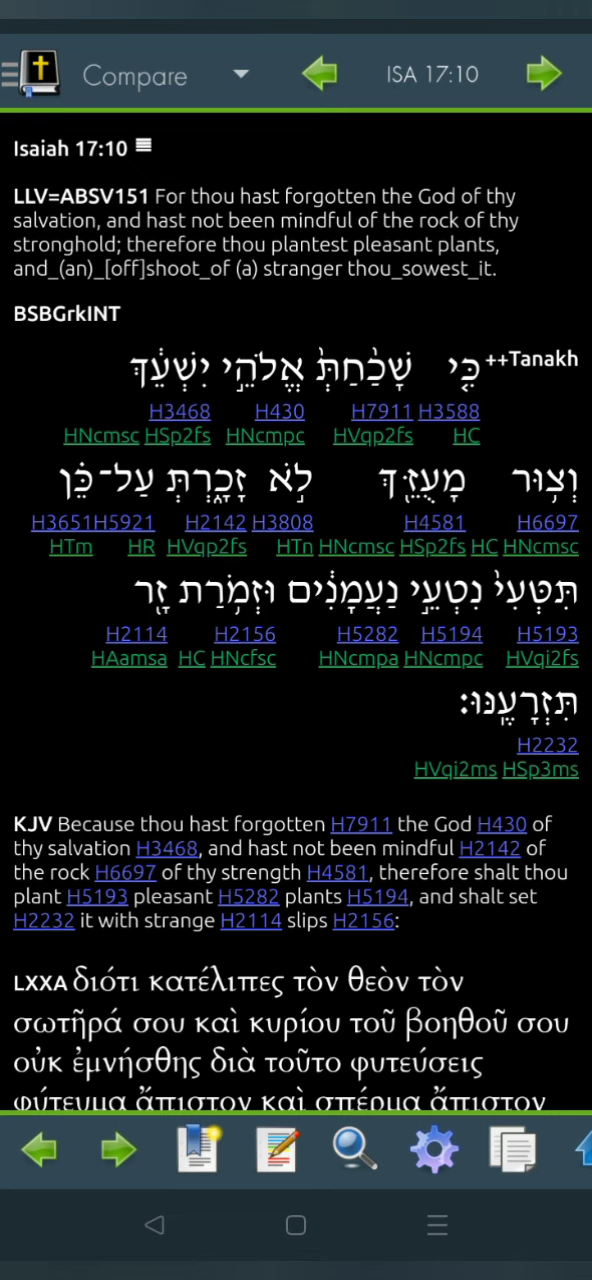 Compare
ISA 17:10
Isaiah 17:10
LLV=ABSV151 For thou hast forgotten the God of thy
salvation, and hast not been mindful of the rock of thy
stronghold; therefore thou plantest pleasant plants,
and_(an)_[off]shoot_of (a) stranger thou_sowest_it.
BSBGrkINT
++Tanakh כִּ֤י שָׁכַ֙חַתְּ֙ אֱלֹהֵ֣י יִשְׁעֵ֔ךְ
H3468 H430 H7911 H3588
HNcmsc HSp2fs HNcmpc HVqp2fs HC
וְצ֥וּר מָעֻזֵּ֖ךְ לֹ֣א זָכָ֑רְתְּ עַל־ כֵּ֗ן
H3651 H5921 H2142 H3808 H4581 H6697
HTm HR HVqp2fs HTn HNcmsc HSp2fs HC HNcmsc
תִּטְּעִי֙ נִטְעֵ֣י נַעֲמָנִ֔ים וּזְמֹ֥רַת זָ֖ר
H2114 H2156 H5282 H5194 H5193
HAamsa HC HNcfsc HNcmpa HNcmpc HVqi2fs
תִּזְרָעֶֽנּוּ׃
H2232
HVqi2ms HSp3ms
KJV Because thou hast forgotten H7911 the God H430 of
thy salvation H3468, and hast not been mindful H2142 of
the rock H6697 of thy strength H4581, therefore shalt thou
plant H5193 pleasant H5282 plants H5194, and shalt set
H2232 it with strange H2114 slips H2156:
LXXA διότι κατέλιπες τὸν θεὸν τὸν
σωτῆρά σου καὶ κυρίου τοῦ βοηθοῦ σου
οὐκ ἐμνήσθης διὰ τοῦτο φυτεύσεις
φύτευμα ἄπιστον καὶ σπέρμα ἄπιστον